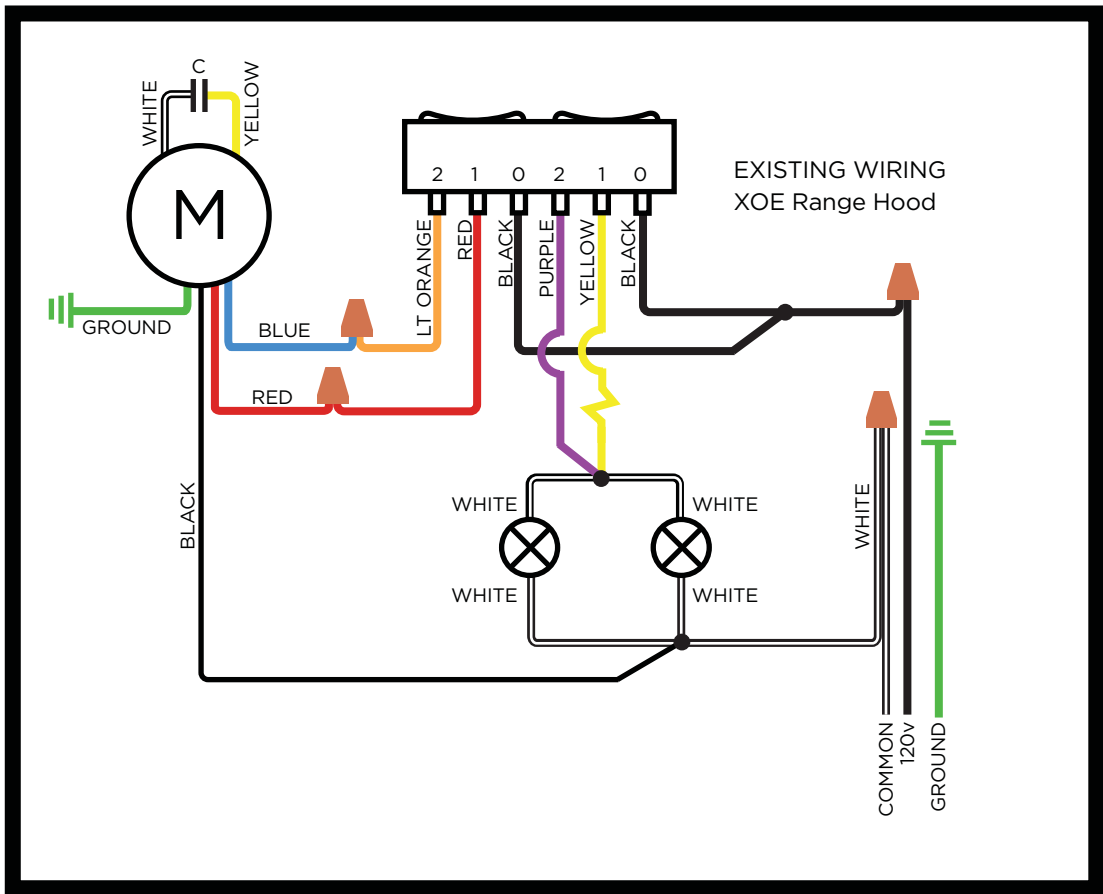 C
WHITE
YELLOW
M
2 1 0 2 1 0
EXISTING WIRING
XOE Range Hood
LT ORANGE
RED
BLACK
PURPLE
YELLOW
BLACK
GROUND
BLUE
RED
BLACK
WHITE
WHITE
WHITE
WHITE
WHITE
COMMON
120v
GROUND